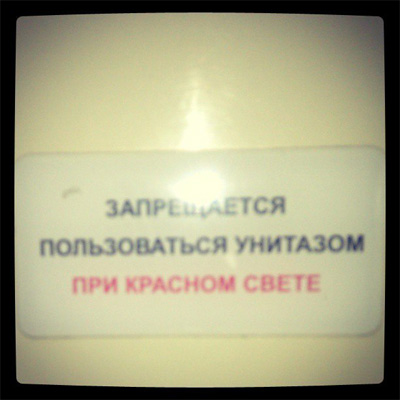 ЗАПРЕЩАЕТСЯ
ПОЛЬЗОВАТЬСЯ УНИТАЗОМ
ПРИ КРАСНОМ СВЕТЕ